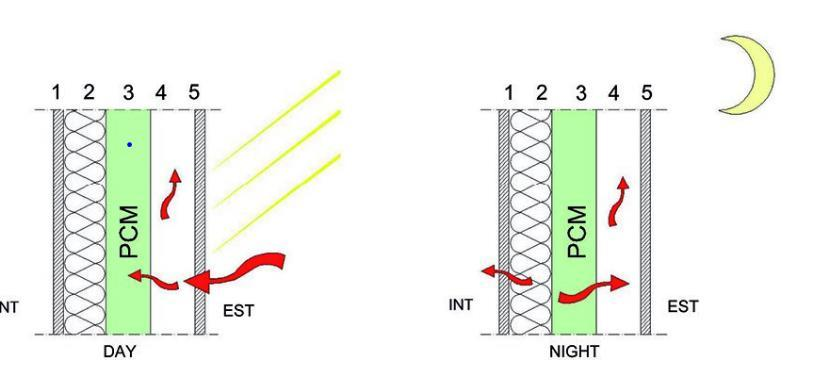 1 2 3 4 5
PCM
NT
EST
DAY
1 2 3 4 5
PCM
INT
EST
NIGHT